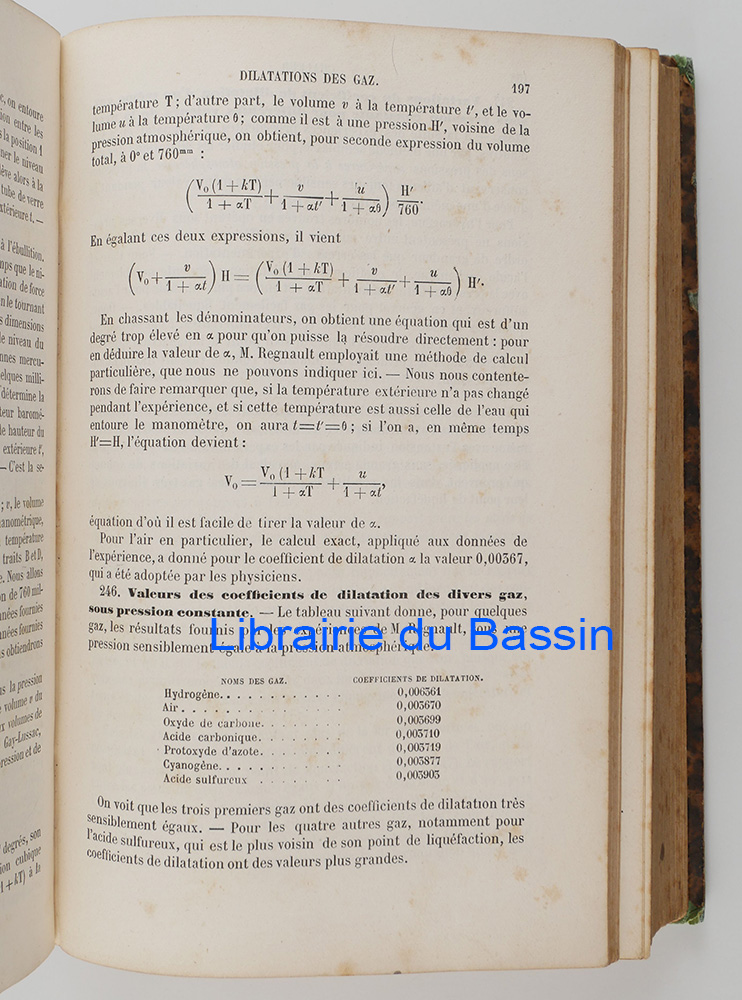 DILATATIONS DES GAZ.
197
température T; d'autre part, le volume v à la température t', et le vo-
lume u à la température θ; comme il est à une pression H', voisine de la
pression atmosphérique, on obtient, pour seconde expression du volume
total, à 0° et 760mm :
(V₀ (1 + kT) / 1 + αT + v / 1 + αt' + u / 1 + αθ) H' / 760.
En égalant ces deux expressions, il vient
(V₀ + v / 1 + αt) H = (V₀ (1 + kT) / 1 + αT + v / 1 + αt' + u / 1 + αθ) H'.
En chassant les dénominateurs, on obtient une équation qui est d'un
degré trop élevé en α pour qu'on puisse la résoudre directement : pour
en déduire la valeur de α, M. Regnault employait une méthode de calcul
particulière, que nous ne pouvons indiquer ici. — Nous nous contente-
rons de faire remarquer que, si la température extérieure n'a pas changé
pendant l'expérience, et si cette température est aussi celle de l'eau qui
entoure le manomètre, on aura t=t'=θ; si l'on a, en même temps
H'=H, l'équation devient :
V₀ = V₀ (1 + kT / 1 + αT + u / 1 + αt',
équation d'où il est facile de tirer la valeur de α.
Pour l'air en particulier, le calcul exact, appliqué aux données de
l'expérience, a donné pour le coefficient de dilatation α la valeur 0,00367,
qui a été adoptée par les physiciens.
246. Valeurs des coefficients de dilatation des divers gaz,
sous pression constante. — Le tableau suivant donne, pour quelques
gaz, les résultats fournis par les expériences de M. Regnault, sous une
pression sensiblement égale à la pression atmosphérique.
Librairie du Bassin
NOMS DES GAZ. COEFFICIENTS DE DILATATION.
Hydrogène. . . . . . . . . . . . 0,006361
Air. . . . . . . . . . . . . . . 0,003670
Oxyde de carbone. . . . . . . . 0,003699
Acide carbonique. . . . . . . . 0,003710
Protoxyde d'azote. . . . . . . . 0,003719
Cyanogène. . . . . . . . . . . . 0,003877
Acide sulfureux . . . . . . . 0,003903
On voit que les trois premiers gaz ont des coefficients de dilatation très
sensiblement égaux. — Pour les quatre autres gaz, notamment pour
l'acide sulfureux, qui est le plus voisin de son point de liquéfaction, les
coefficients de dilatation ont des valeurs plus grandes.